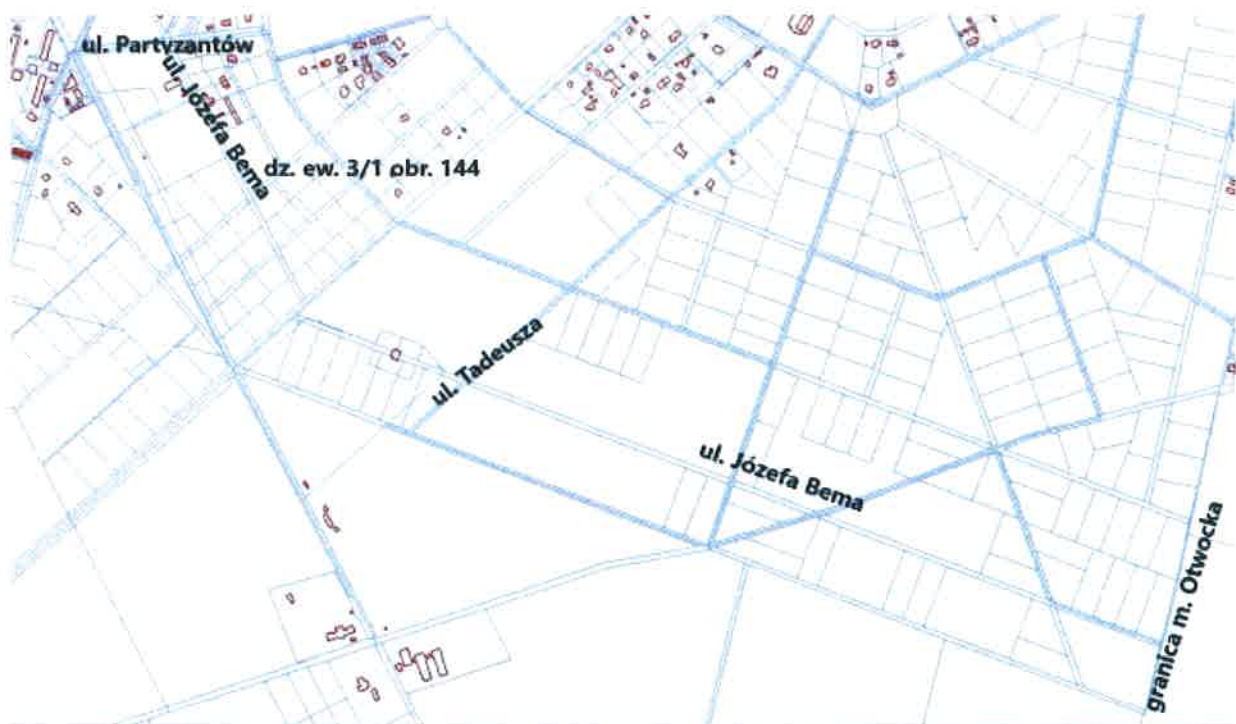 ul. Partyzantów
ul. Józefa Bema
dz. ew. 3/1 obr. 144
ul. Tadeusza
ul. Józefa Bema
granica m. Otwocka